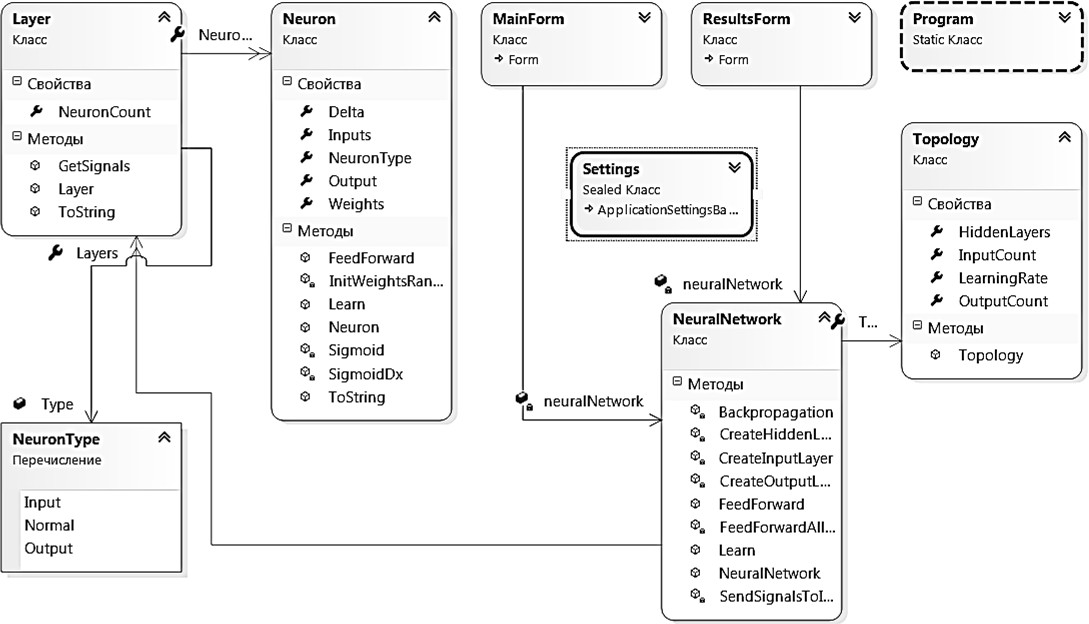 Layer
Класс
Свойства
NeuronCount
Методы
GetSignals
Layer
ToString
Neuro...
Neuron
Класс
Свойства
Delta
Inputs
NeuronType
Output
Weights
Методы
FeedForward
InitWeightsRan...
Learn
Neuron
Sigmoid
SigmoidDx
ToString
MainForm
Класс
Form
ResultsForm
Класс
Form
Program
Static Класс
Settings
Sealed Класс
ApplicationSettingsBa...
Topology
Класс
Свойства
HiddenLayers
InputCount
LearningRate
OutputCount
Методы
Topology
Layers
Type
NeuronType
Перечисление
Input
Normal
Output
neuralNetwork
neuralNetwork
NeuralNetwork
Класс
Методы
Backpropagation
CreateHiddenL...
CreateInputLayer
CreateOutputL...
FeedForward
FeedForwardAll...
Learn
NeuralNetwork
SendSignalsToI...
T...